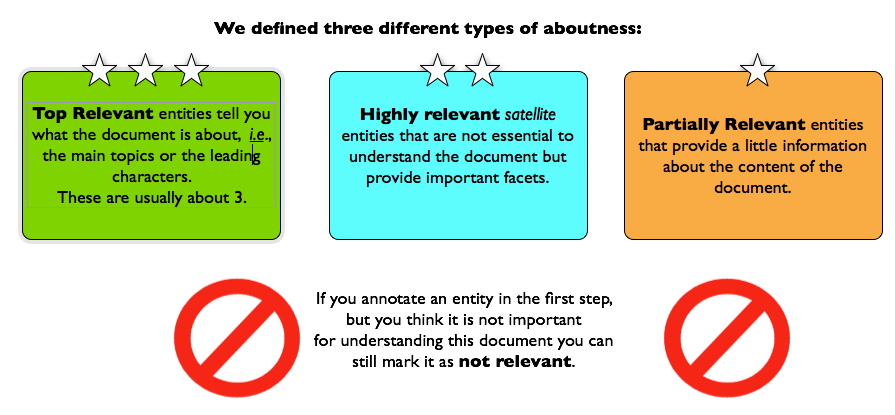 We defined three different types of aboutness:
Top Relevant entities tell you
what the document is about, i.e.,
the main topics or the leading
characters.
These are usually about 3.
Highly relevant satellite
entities that are not essential to
understand the document but
provide important facets.
Partially Relevant entities
that provide a little information
about the content of the
document.
If you annotate an entity in the first step,
but you think it is not important
for understanding this document you can
still mark it as not relevant.